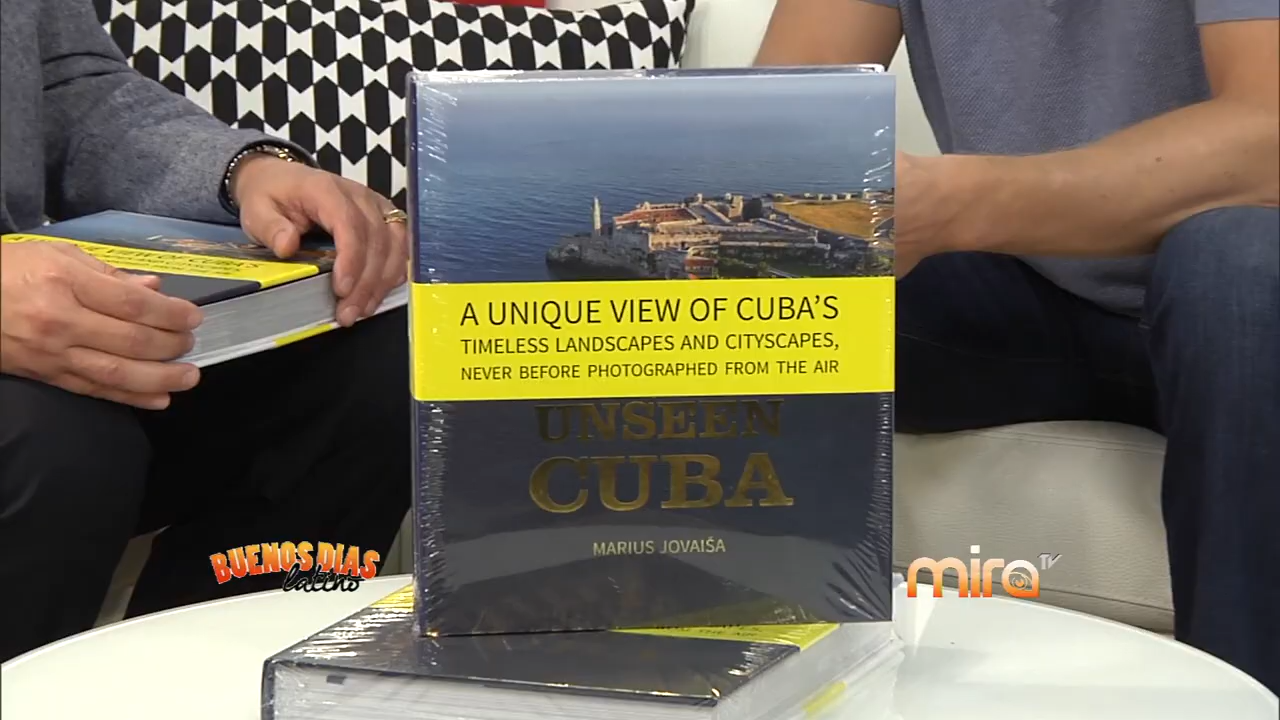 A UNIQUE VIEW OF CUBA'S
TIMELESS LANDSCAPES AND CITYSCAPES,
NEVER BEFORE PHOTOGRAPHED FROM THE AIR
UNSEEN
CUBA
MARIUS JOVAIŠA
BUENOS DIAS
latino
mira TV